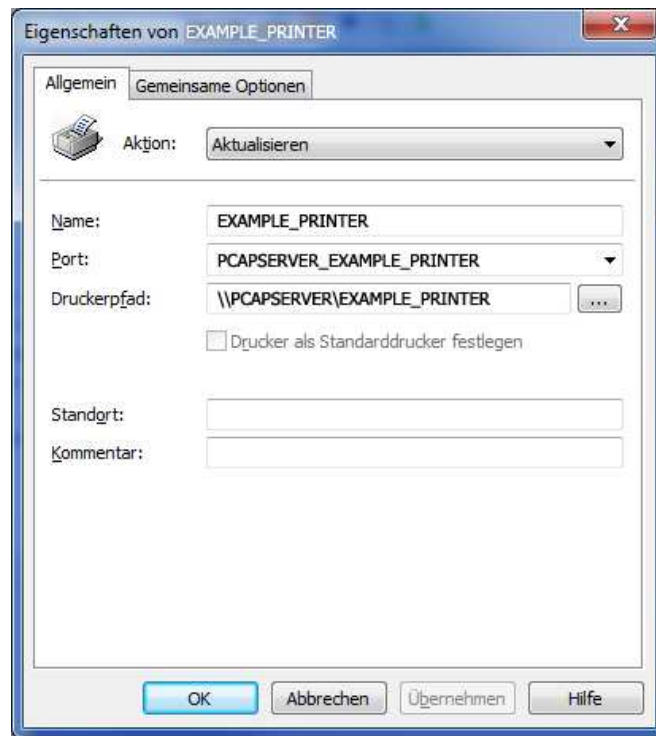 Eigenschaften von EXAMPLE_PRINTER
Allgemein Gemeinsame Optionen
Aktion: Aktualisieren
Name: EXAMPLE_PRINTER
Port: PCAPSERVER_EXAMPLE_PRINTER
Druckerpfad: \\PCAPSERVER\EXAMPLE_PRINTER ...
Drucker als Standarddrucker festlegen
Standort:
Kommentar:
OK Abbrechen Übernehmen Hilfe